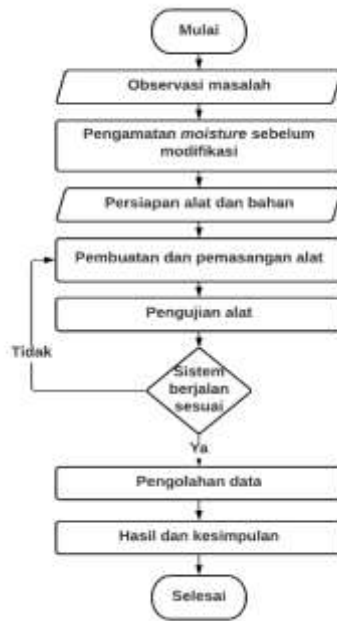 Mulai
Observasi masalah
Pengamatan moisture sebelum
modifikasi
Persiapan alat dan bahan
Pembuatan dan pemasangan alat
Pengujian alat
Tidak
Sistem
berjalan
sesuai
Ya
Pengolahan data
Hasil dan kesimpulan
Selesai